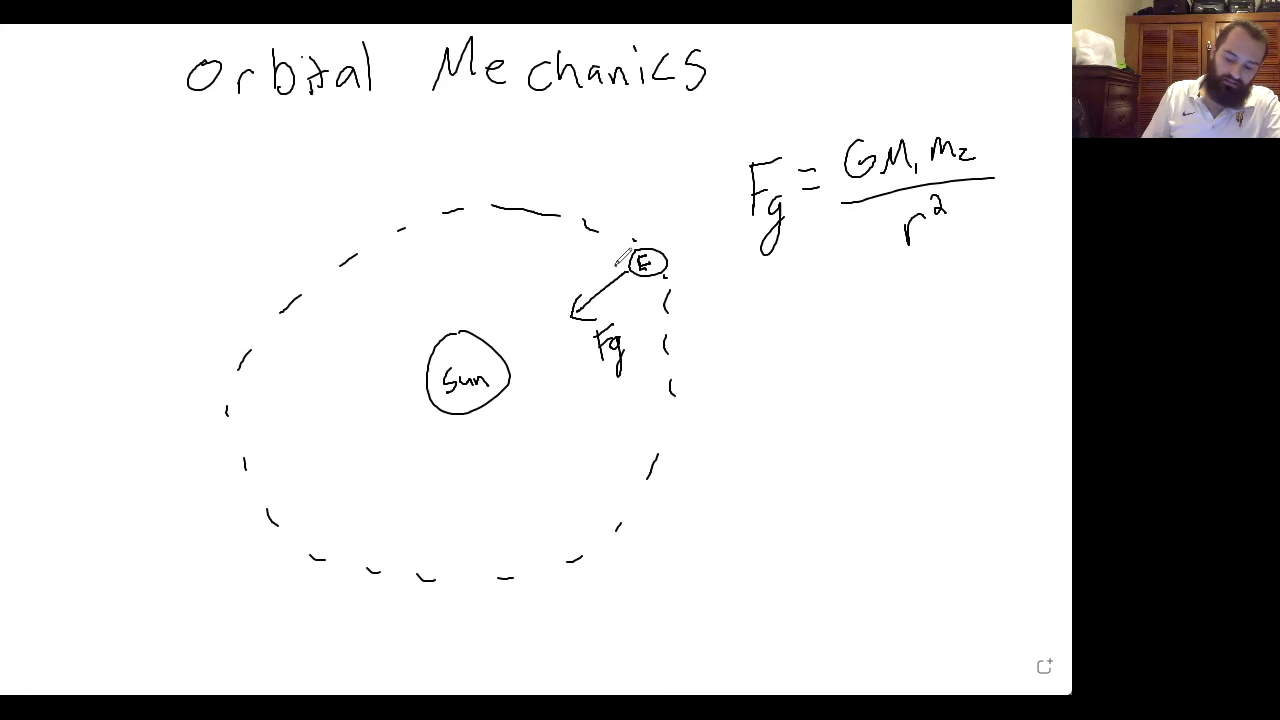 Orbital Mechanics
Fg = GM₁m₂
r²
E
Fg
Sun